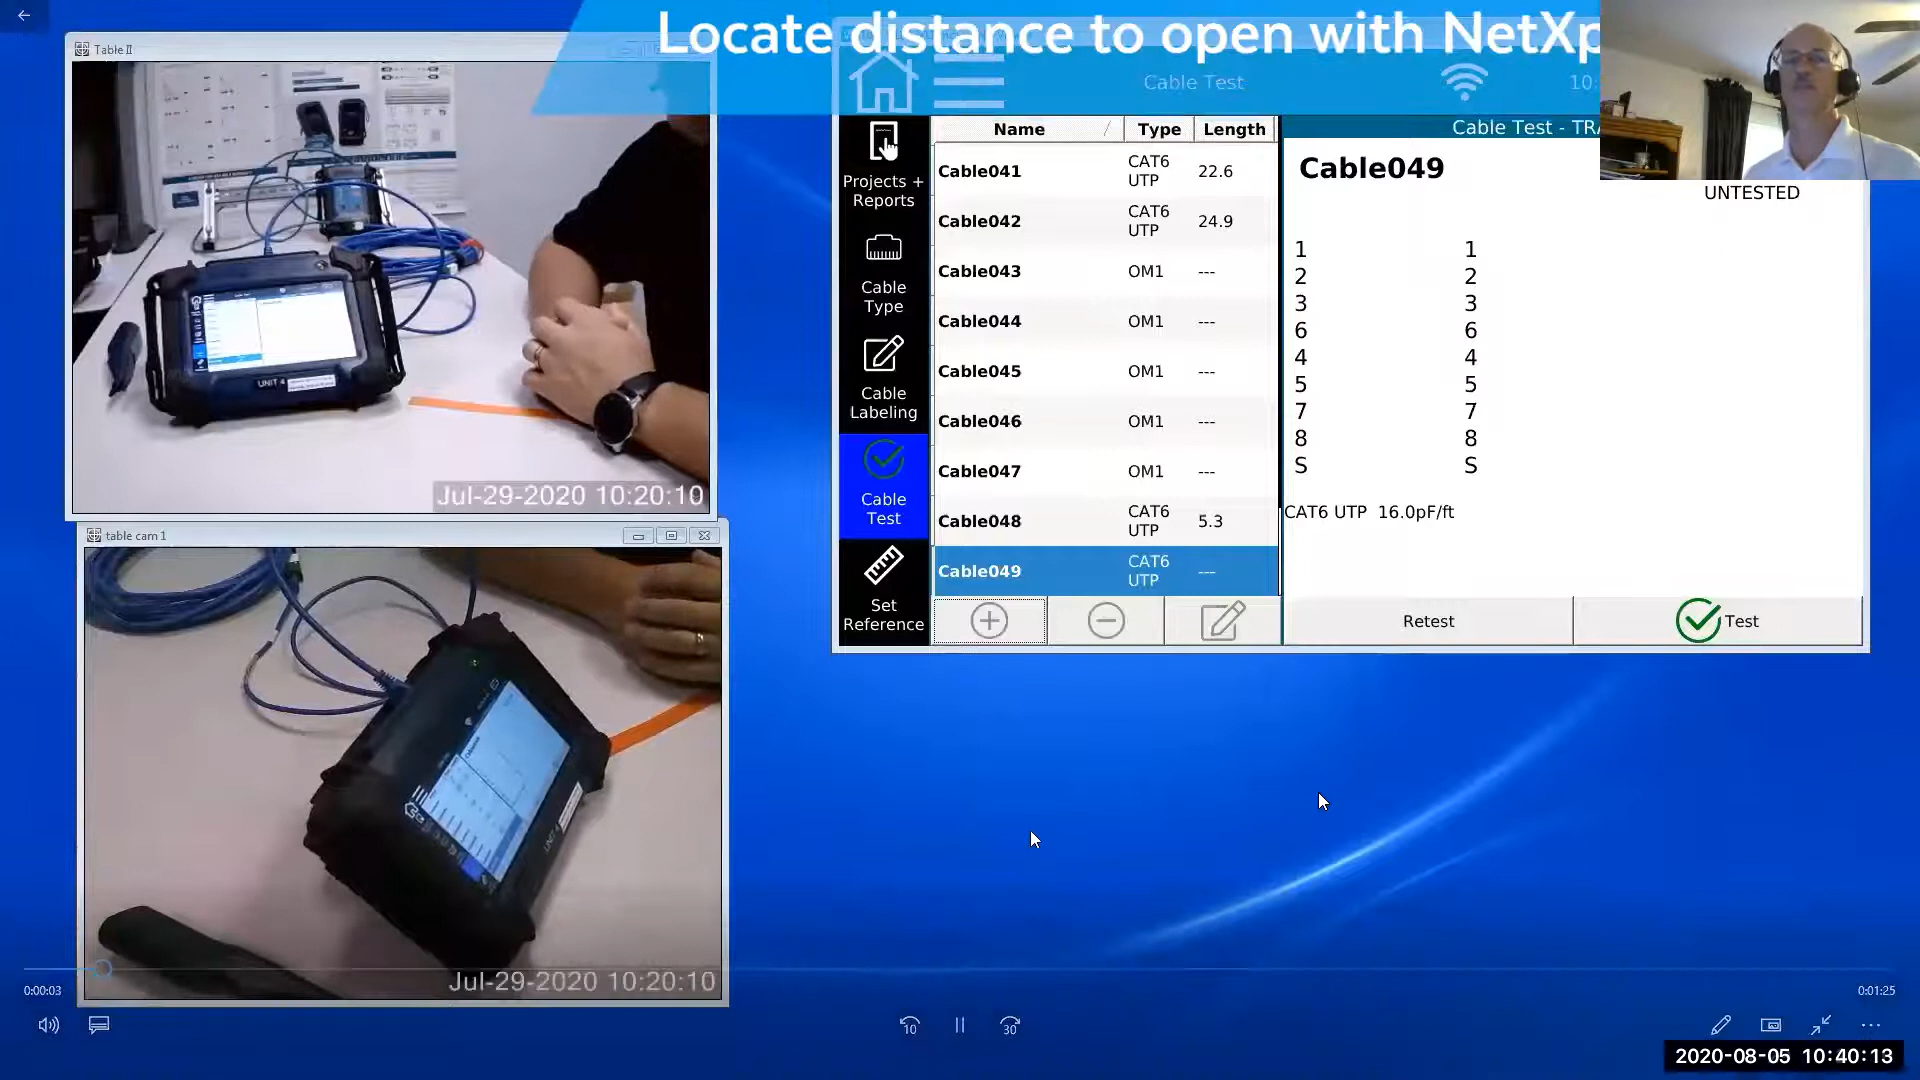 Locate distance to open with NetXp
Table II
Cable Test
10:
Name Type Length
Cable Test - TRA
Projects +
Reports
Cable
Type
Cable
Labeling
Cable
Test
Set
Reference
Cable041 CAT6 UTP 22.6
Cable042 CAT6 UTP 24.9
Cable043 OM1 ---
Cable044 OM1 ---
Cable045 OM1 ---
Cable046 OM1 ---
Cable047 OM1 ---
Cable048 CAT6 UTP 5.3
Cable049 CAT6 UTP ---
Cable049
UNTESTED
1 1
2 2
3 3
6 6
4 4
5 5
7 7
8 8
S S
CAT6 UTP 16.0pF/ft
Retest
Test
UNIT 4
Jul-29-2020 10:20:10
table cam 1
Jul-29-2020 10:20:10
0:00:03
0:01:25
10
30
2020-08-05 10:40:13